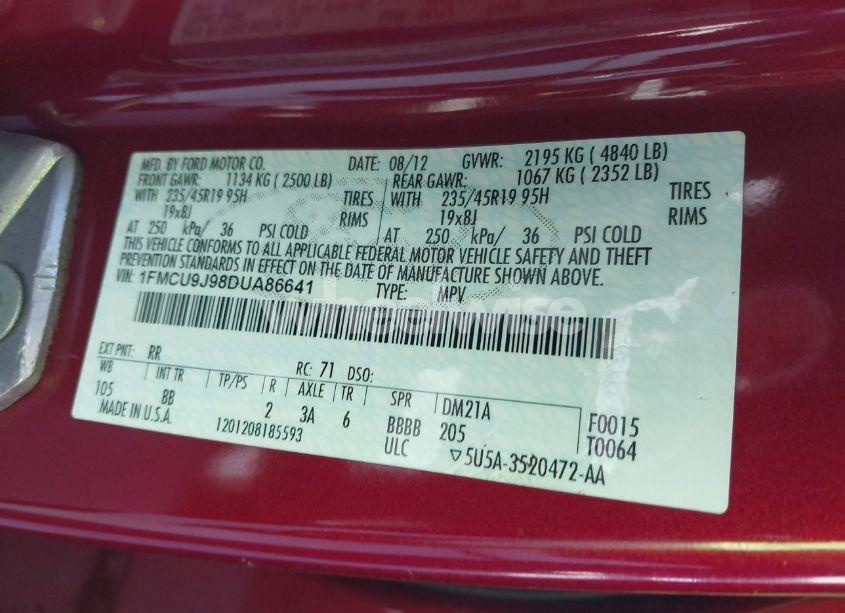 MFD. BY FORD MOTOR CO. DATE: 08/12 GVWR: 2195 KG ( 4840 LB)
FRONT GAWR: 1134 KG ( 2500 LB) REAR GAWR: 1067 KG ( 2352 LB)
WITH 235/45R19 95H TIRES WITH 235/45R19 95H TIRES
19x8J RIMS 19x8J RIMS
AT 250 kPa/ 36 PSI COLD AT 250 kPa/ 36 PSI COLD
THIS VEHICLE CONFORMS TO ALL APPLICABLE FEDERAL MOTOR VEHICLE SAFETY AND THEFT
PREVENTION STANDARDS IN EFFECT ON THE DATE OF MANUFACTURE SHOWN ABOVE.
VIN: 1FMCU9J98DUA86641 TYPE: MPV
wheelwise
EXT PNT: RR RC: 71 DSO:
WB INT TR TP/PS R AXLE TR SPR
105 8B 2 3A 6 BBBB DM21A F0015
MADE IN U.S.A. 1201208185593 ULC 205 T0064
▽5U5A-3520472-AA